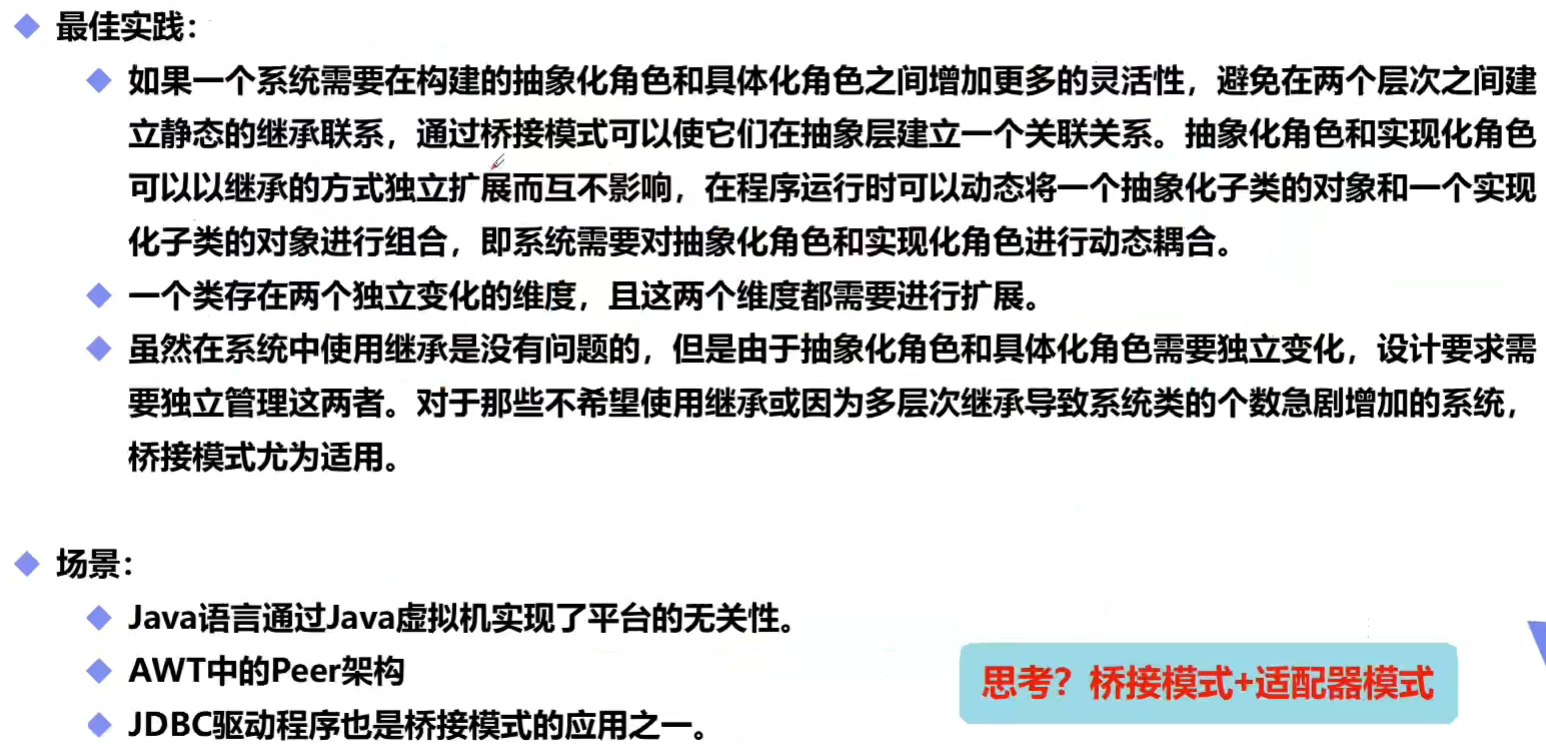 最佳实践：
如果一个系统需要在构建的抽象化角色和具体化角色之间增加更多的灵活性，避免在两个层次之间建
立静态的继承联系，通过桥接模式可以使它们在抽象层建立一个关联关系。抽象化角色和实现化角色
可以以继承的方式独立扩展而互不影响，在程序运行时可以动态将一个抽象化子类的对象和一个实现
化子类的对象进行组合，即系统需要对抽象化角色和实现化角色进行动态耦合。
一个类存在两个独立变化的维度，且这两个维度都需要进行扩展。
虽然在系统中使用继承是没有问题的，但是由于抽象化角色和具体化角色需要独立变化，设计要求需
要独立管理这两者。对于那些不希望使用继承或因为多层次继承导致系统类的个数急剧增加的系统，
桥接模式尤为适用。
场景：
Java语言通过Java虚拟机实现了平台的无关性。
AWT中的Peer架构
JDBC驱动程序也是桥接模式的应用之一。
思考？桥接模式+适配器模式